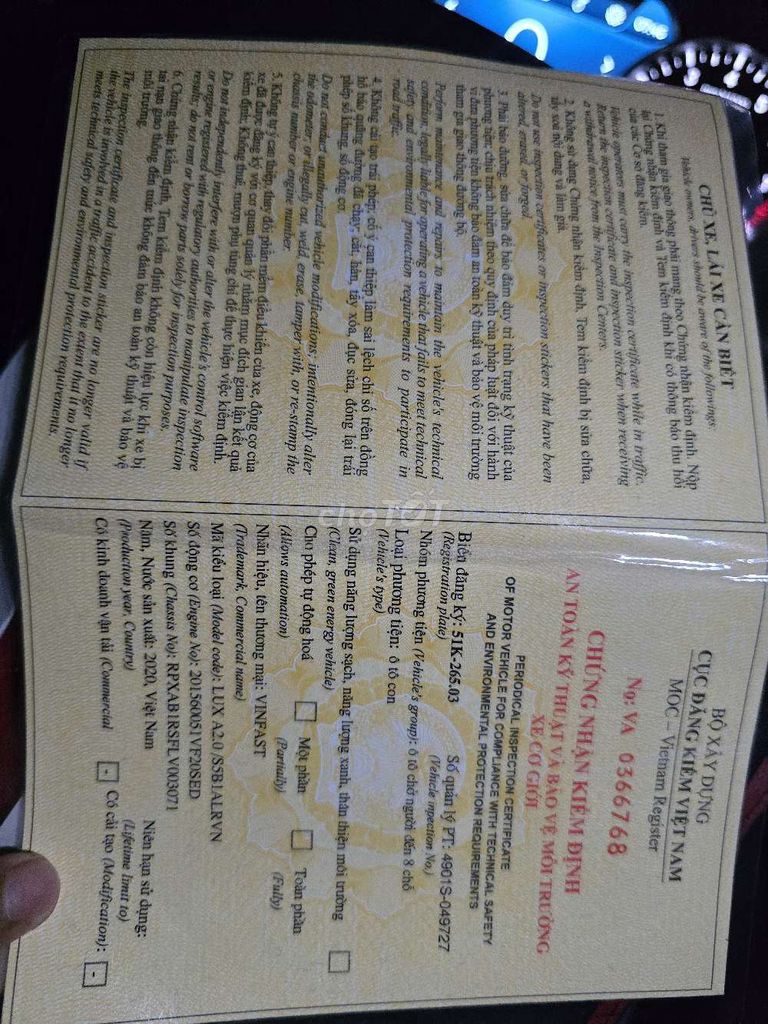 CHỦ XE, LÁI XE CẦN BIẾT
Vehicle owners, drivers should be aware of the followings:
1. Khi tham gia giao thông phải mang theo Chứng nhận kiểm định. Nộp
lại Chứng nhận kiểm định và Tem kiểm định khi có thông báo thu hồi
của các Cơ sở đăng kiểm.
Vehicle operators must carry the inspection certificate while in traffic.
Return the inspection certificate and inspection sticker when receiving
a withdrawal notice from the Inspection Centers.
2. Không sử dụng Chứng nhận kiểm định, Tem kiểm định bị sửa chữa,
tẩy xoá nội dung và làm giả.
Do not use inspection certificates or inspection stickers that have been
altered, erased, or forged.
3. Phải bảo dưỡng, sửa chữa để bảo đảm duy trì tình trạng kỹ thuật của
phương tiện; chịu trách nhiệm theo quy định của pháp luật đối với hành
vi đưa phương tiện không bảo đảm an toàn kỹ thuật và bảo vệ môi trường
tham gia giao thông đường bộ.
Perform maintenance and repairs to maintain the vehicle's technical
condition; legally liable for operating a vehicle that fails to meet technical
safety and environmental protection requirements to participate in
road traffic.
4. Không cải tạo trái phép; cố ý can thiệp làm sai lệch chỉ số trên đồng
hồ báo quãng đường đã chạy; cắt, hàn, tẩy xóa, đục sửa, đóng lại trái
phép số khung, số động cơ.
Do not conduct unauthorized vehicle modifications; intentionally alter
the odometer; or illegally cut, weld, erase, tamper with, or re-stamp the
chassis number or engine number.
5. Không tự ý can thiệp, thay đổi phần mềm điều khiển của xe, động cơ của
xe đã được đăng ký với cơ quan quản lý nhằm mục đích gian lận kết quả
kiểm định; Không thuê, mượn phụ tùng chỉ để thực hiện việc kiểm định.
Do not independently interfere with or alter the vehicle's control software
or engine registered with regulatory authorities to manipulate inspection
results; do not rent or borrow parts solely for inspection purposes.
6. Chứng nhận kiểm định, Tem kiểm định không còn hiệu lực khi xe bị
tai nạn giao thông đến mức không đảm bảo an toàn kỹ thuật và bảo vệ
môi trường.
The inspection certificate and inspection sticker are no longer valid if
the vehicle is involved in a traffic accident to the extent that it no longer
meets technical safety and environmental protection requirements.
BỘ XÂY DỰNG
CỤC ĐĂNG KIỂM VIỆT NAM
MOC – Vietnam Register
No: VA 0366768
CHỨNG NHẬN KIỂM ĐỊNH
AN TOÀN KỸ THUẬT VÀ BẢO VỆ MÔI TRƯỜNG
XE CƠ GIỚI
PERIODICAL INSPECTION CERTIFICATE
OF MOTOR VEHICLE FOR COMPLIANCE WITH TECHNICAL SAFETY
AND ENVIRONMENTAL PROTECTION REQUIREMENTS
Biển đăng ký: 51K-265.03 Số quản lý PT: 4901S-049727
(Registration plate) (Vehicle inpection No.)
Nhóm phương tiện (Vehicle's group): ô tô chở người đến 8 chỗ
Loại phương tiện: ô tô con
(Vehicle's type)
Sử dụng năng lượng sạch, năng lượng xanh, thân thiện môi trường
(Clean, green energy vehicle)
Cho phép tự động hoá Một phần Toàn phần
(Allows automation) (Partially) (Fully)
Nhãn hiệu, tên thương mại: VINFAST
(Trademark, Commercial name)
Mã kiểu loại (Model code): LUX A2.0 /S5B1ALRVN
Số động cơ (Engine No): 201560051VF20SED
Số khung (Chassis No): RPXAB1RSFLV003071
Năm, Nước sản xuất: 2020, Việt Nam Niên hạn sử dụng:
(Production year, Country) (Lifetime limit to)
Có kinh doanh vận tải (Commercial - Có cải tạo (Modification): -
choTỐT